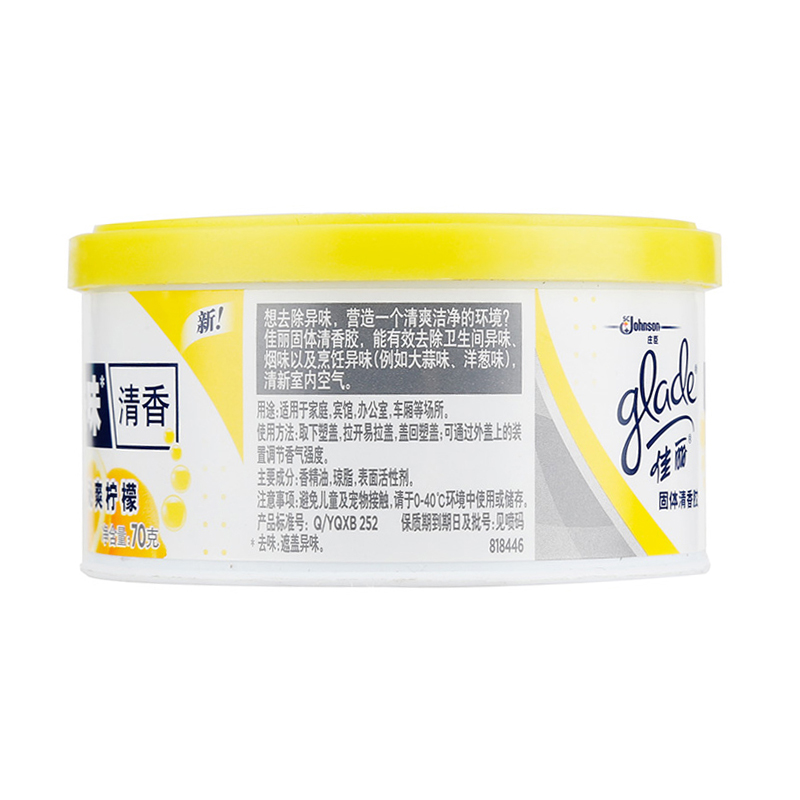 新!
味*
清香
爽柠檬
净含量:70克
想去除异味，营造一个清爽洁净的环境？
佳丽固体清香胶，能有效去除卫生间异味、
烟味以及烹饪异味(例如大蒜味、洋葱味)，
清新室内空气。
用途:适用于家庭,宾馆,办公室,车厢等场所。
使用方法:取下塑盖,拉开易拉盖,盖回塑盖:可通过外盖上的装
置调节香气强度。
主要成分:香精油,琼脂,表面活性剂。
注意事项:避免儿童及宠物接触,请于0-40℃环境中使用或储存。
产品标准号: Q/YQXB 252 保质期到期日及批号:见喷码
*去味:遮盖异味。
818446
SC Johnson
庄臣
glade®
佳丽®
固体清香胶